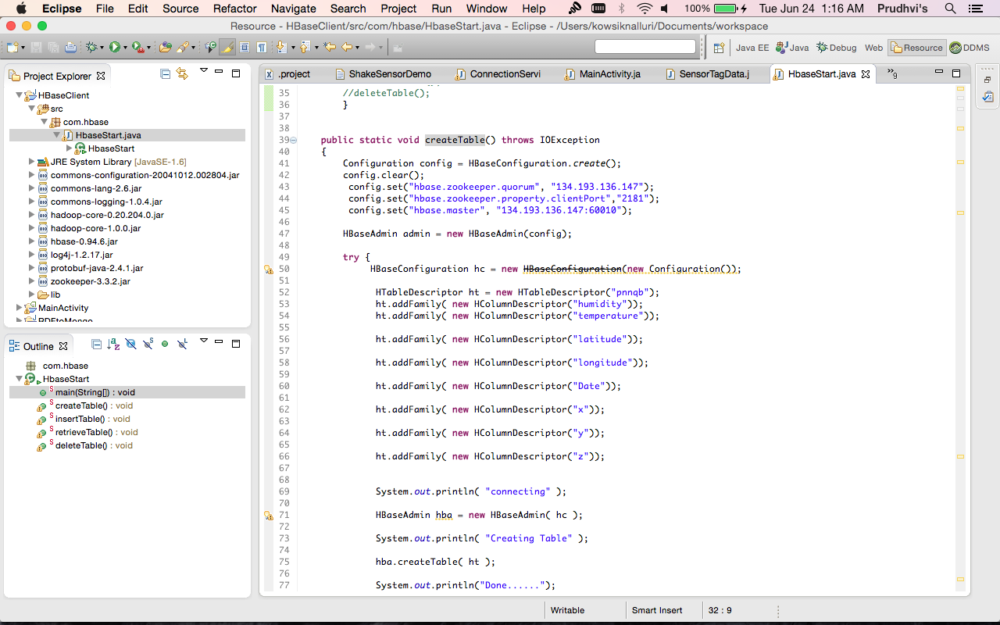 Eclipse File Edit Source Refactor Navigate Search Project Run Window Help 100% Tue Jun 24 1:16 AM Prudhvi's
Resource - HBaseClient/src/com/hbase/HbaseStart.java - Eclipse - /Users/kowsiknalluri/Documents/workspace
Java EE Java Debug Web Resource DDMS
Project Explorer
HBaseClient
src
com.hbase
HbaseStart.java
HbaseStart
JRE System Library [JavaSE-1.6]
commons-configuration-20041012.002804.jar
commons-lang-2.6.jar
commons-logging-1.0.4.jar
hadoop-core-0.20.204.0.jar
hadoop-core-1.0.0.jar
hbase-0.94.6.jar
log4j-1.2.17.jar
protobuf-java-2.4.1.jar
zookeeper-3.3.2.jar
lib
MainActivity
RDFtoMongo
Outline
com.hbase
HbaseStart
main(String[]) : void
createTable() : void
insertTable() : void
retrieveTable() : void
deleteTable() : void
.project ShakeSensorDemo ConnectionServi MainActivity.ja SensorTagData.j HbaseStart.java »9
35 //deleteTable();
36 }
37
38
39 public static void createTable() throws IOException
40 {
41 Configuration config = HBaseConfiguration.create();
42 config.clear();
43 config.set("hbase.zookeeper.quorum", "134.193.136.147");
44 config.set("hbase.zookeeper.property.clientPort","2181");
45 config.set("hbase.master", "134.193.136.147:60010");
46
47 HBaseAdmin admin = new HBaseAdmin(config);
48
49 try {
50 HBaseConfiguration hc = new HBaseConfiguration(new Configuration());
51
52 HTableDescriptor ht = new HTableDescriptor("pnnqb");
53 ht.addFamily( new HColumnDescriptor("humidity"));
54 ht.addFamily( new HColumnDescriptor("temperature"));
55
56 ht.addFamily( new HColumnDescriptor("latitude"));
57
58 ht.addFamily( new HColumnDescriptor("longitude"));
59
60 ht.addFamily( new HColumnDescriptor("Date"));
61
62 ht.addFamily( new HColumnDescriptor("x"));
63
64 ht.addFamily( new HColumnDescriptor("y"));
65
66 ht.addFamily( new HColumnDescriptor("z"));
67
68
69 System.out.println( "connecting" );
70
71 HBaseAdmin hba = new HBaseAdmin( hc );
72
73 System.out.println( "Creating Table" );
74
75 hba.createTable( ht );
76
77 System.out.println("Done......");
Writable Smart Insert 32 : 9